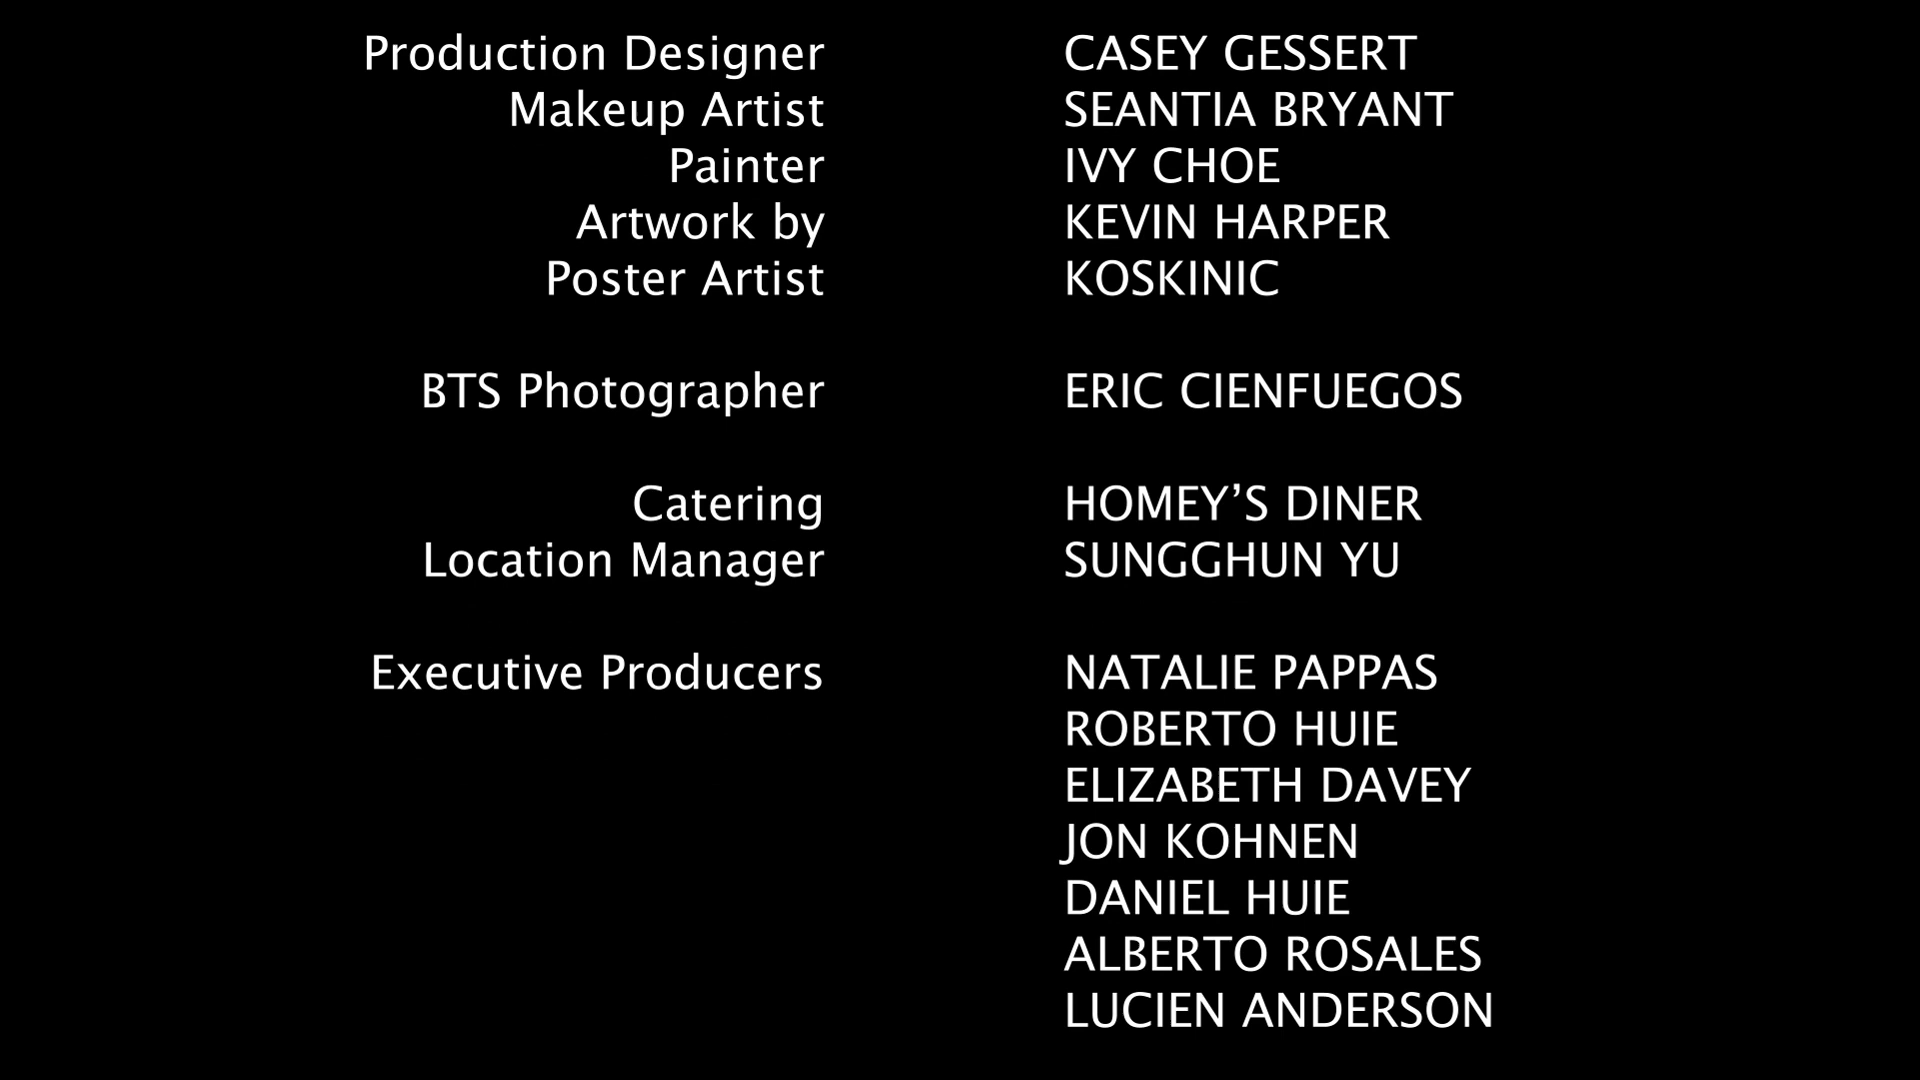 Production Designer CASEY GESSERT
Makeup Artist SEANTIA BRYANT
Painter IVY CHOE
Artwork by KEVIN HARPER
Poster Artist KOSKINIC
BTS Photographer ERIC CIENFUEGOS
Catering HOMEY’S DINER
Location Manager SUNGGHUN YU
Executive Producers NATALIE PAPPAS
ROBERTO HUIE
ELIZABETH DAVEY
JON KOHNEN
DANIEL HUIE
ALBERTO ROSALES
LUCIEN ANDERSON